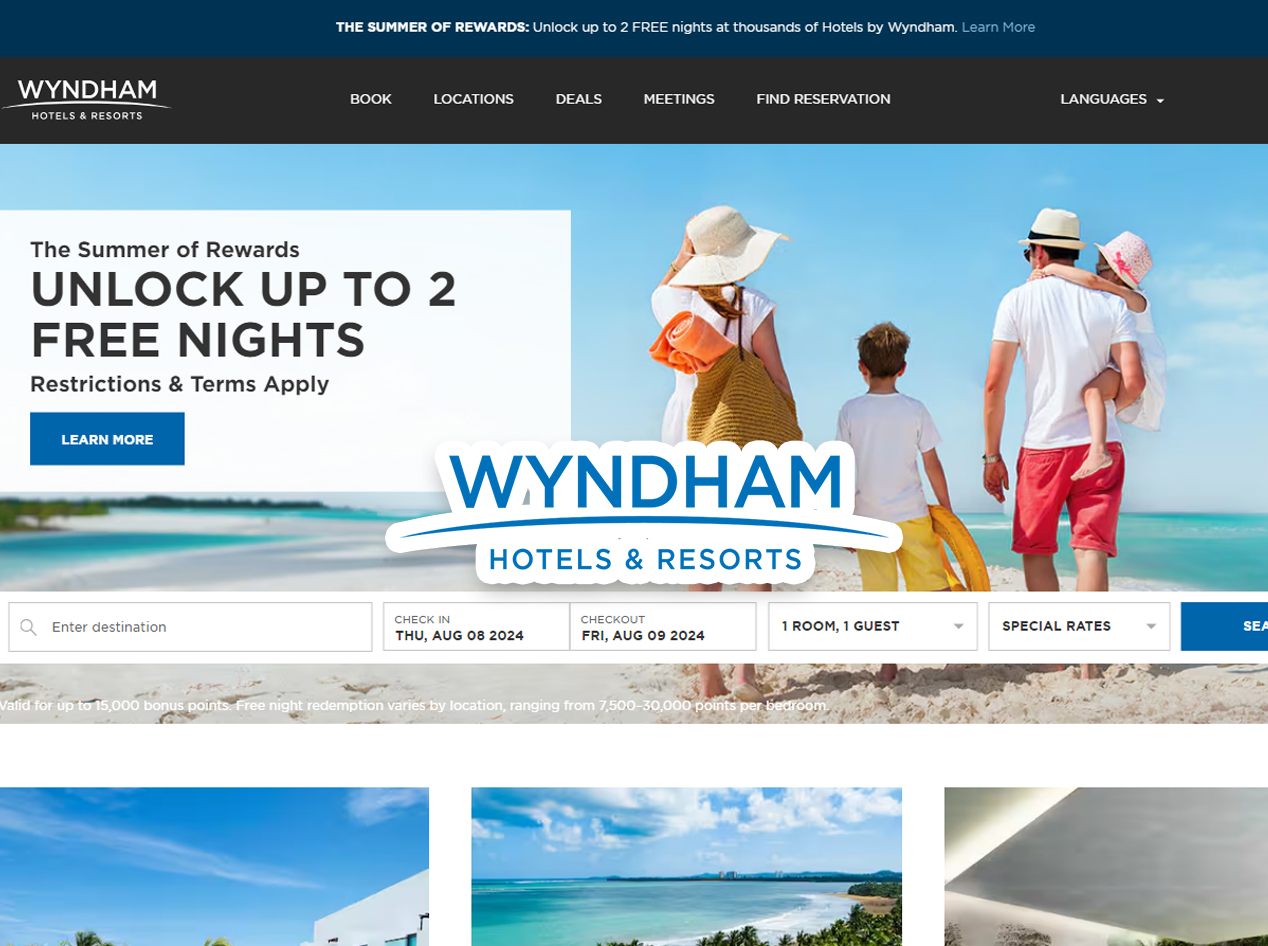 THE SUMMER OF REWARDS: Unlock up to 2 FREE nights at thousands of Hotels by Wyndham. Learn More
WYNDHAM
HOTELS & RESORTS
BOOK LOCATIONS DEALS MEETINGS FIND RESERVATION LANGUAGES
The Summer of Rewards
UNLOCK UP TO 2
FREE NIGHTS
Restrictions & Terms Apply
LEARN MORE
WYNDHAM
HOTELS & RESORTS
Enter destination
CHECK IN
THU, AUG 08 2024
CHECKOUT
FRI, AUG 09 2024
1 ROOM, 1 GUEST
SPECIAL RATES
SEA
Valid for up to 15,000 bonus points. Free night redemption varies by location, ranging from 7,500–30,000 points per bedroom.